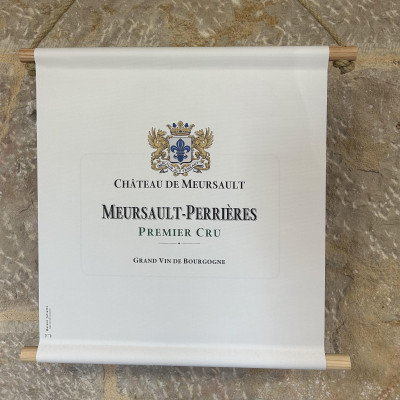 CHÂTEAU DE MEURSAULT
MEURSAULT-PERRIÈRES
PREMIER CRU
GRAND VIN DE BOURGOGNE